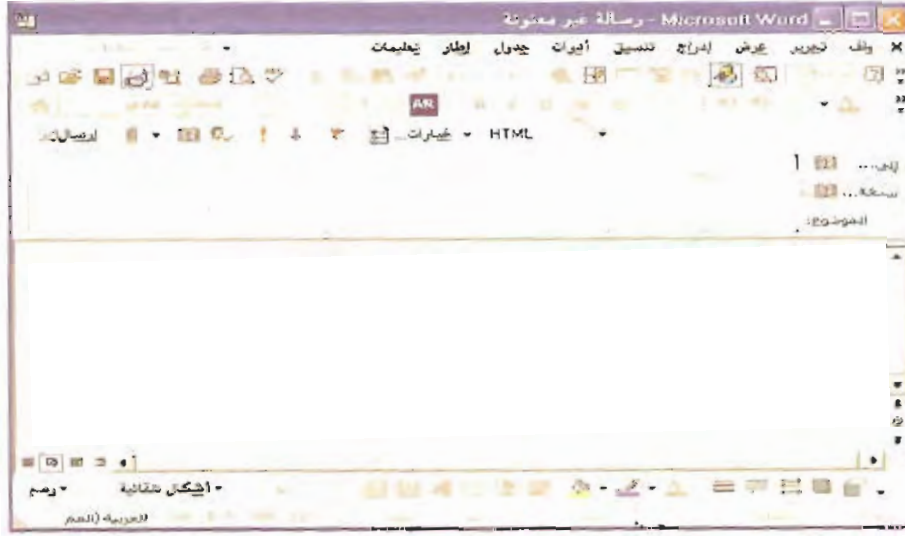 رسالة غير معنونة - Microsoft Word
ملف تحرير عرض إدراج تنسيق أدوات جدول إطار تعليمات
AR
HTML خيارات... إرسال
إلى...
نسخة...
الموضوع:
رسم أشكال تلقائية
العربية (المم